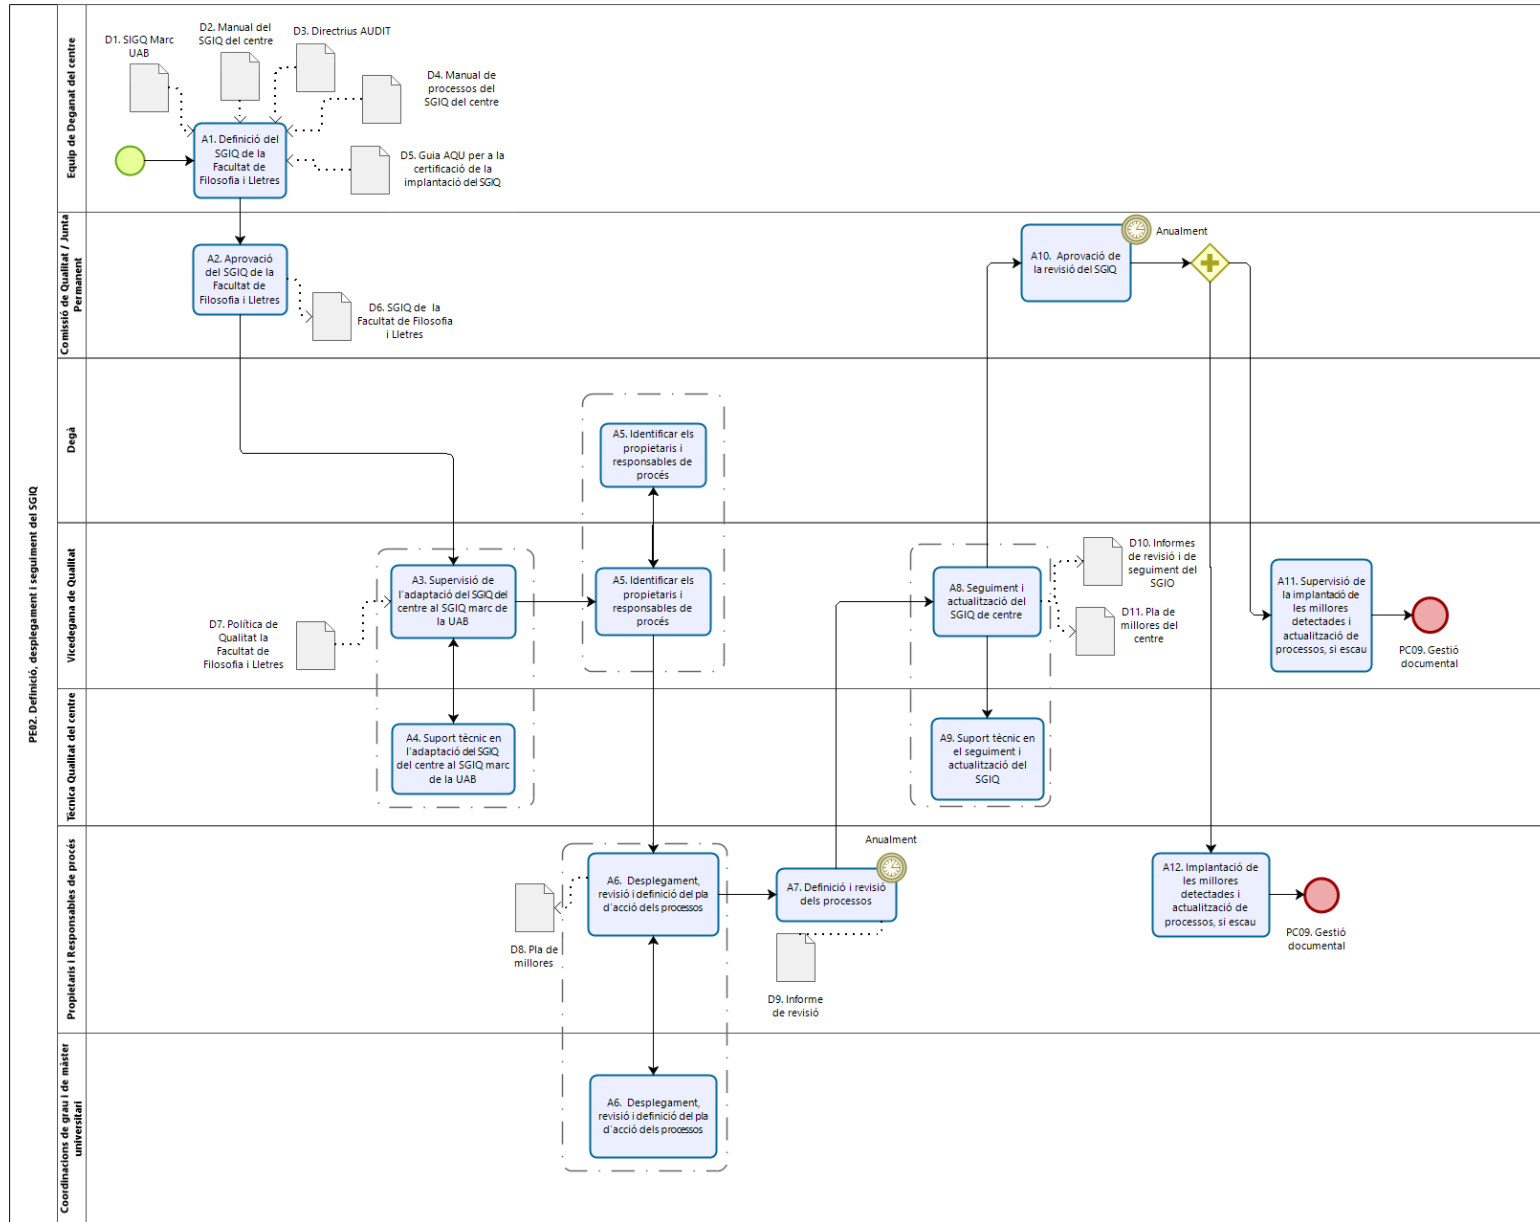 PE02. Definició, desplegament i seguiment del SGIQ
Equip de Deganat del centre
D1. SIGQ Marc
UAB
D2. Manual del
SGIQ del centre
D3. Directrius AUDIT
D4. Manual de
processos del
SGIQ del centre
A1. Definició del
SGIQ de la
Facultat de
Filosofia i Lletres
D5. Guia AQU per a la
certificació de la
implantació del SGIQ
Comissió de Qualitat / Junta
Permanent
A2. Aprovació
del SGIQ de la
Facultat de
Filosofia i Lletres
D6. SGIQ de la
Facultat de Filosofia
i Lletres
A10. Aprovació de
la revisió del SGIQ
Anualment
Degà
A5. Identificar els
propietaris i
responsables de
procés
Vicedegana de Qualitat
D7. Política de
Qualitat la
Facultat de
Filosofia i Lletres
A3. Supervisió de
l'adaptació del SGIQ del
centre al SGIQ marc de
la UAB
A5. Identificar els
propietaris i
responsables de
procés
A8. Seguiment i
actualització del
SGIQ de centre
D10. Informes
de revisió i de
seguiment del
SGIQ
D11. Pla de
millores del
centre
A11. Supervisió de
la implantació de
les millores
detectades i
actualització de
processos, si escau
PC09. Gestió
documental
Tècnica Qualitat del centre
A4. Suport tècnic en
l'adaptació del SGIQ
del centre al SGIQ marc
de la UAB
A9. Suport tècnic en
el seguiment i
actualització del
SGIQ
Propietaris i Responsables de procés
D8. Pla de
millores
A6. Desplegament,
revisió i definició del pla
d'acció dels processos
A7. Definició i revisió
dels processos
Anualment
D9. Informe
de revisió
A12. Implantació de
les millores
detectades i
actualització de
processos, si escau
PC09. Gestió
documental
Coordinacions de grau i de màster
universitari
A6. Desplegament,
revisió i definició del pla
d'acció dels processos